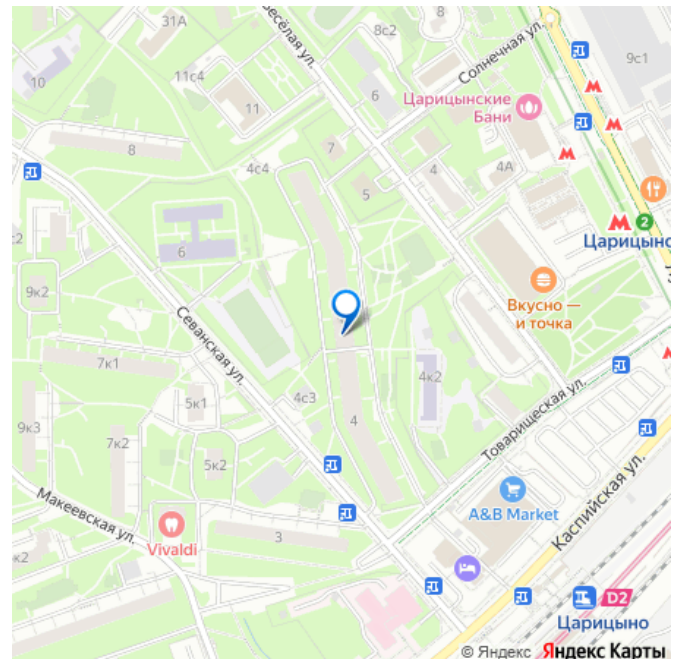 31А
8
8с2
Весёлая ул.
Солнечная ул.
9с1
10
11с4
11
6
Царицынские
Бани
7
4с4
8
5
4
4А
2
Царицыно
6
9к2
Севанская ул.
Вкусно —
и точка
7к1
5к1
4с3
4
4к2
Товарищеская ул.
9к3
7к2
5к2
Макеевская ул.
Vivaldi
3
A&B Market
Каспийская ул.
D2
Царицыно
© Яндекс Яндекс Карты